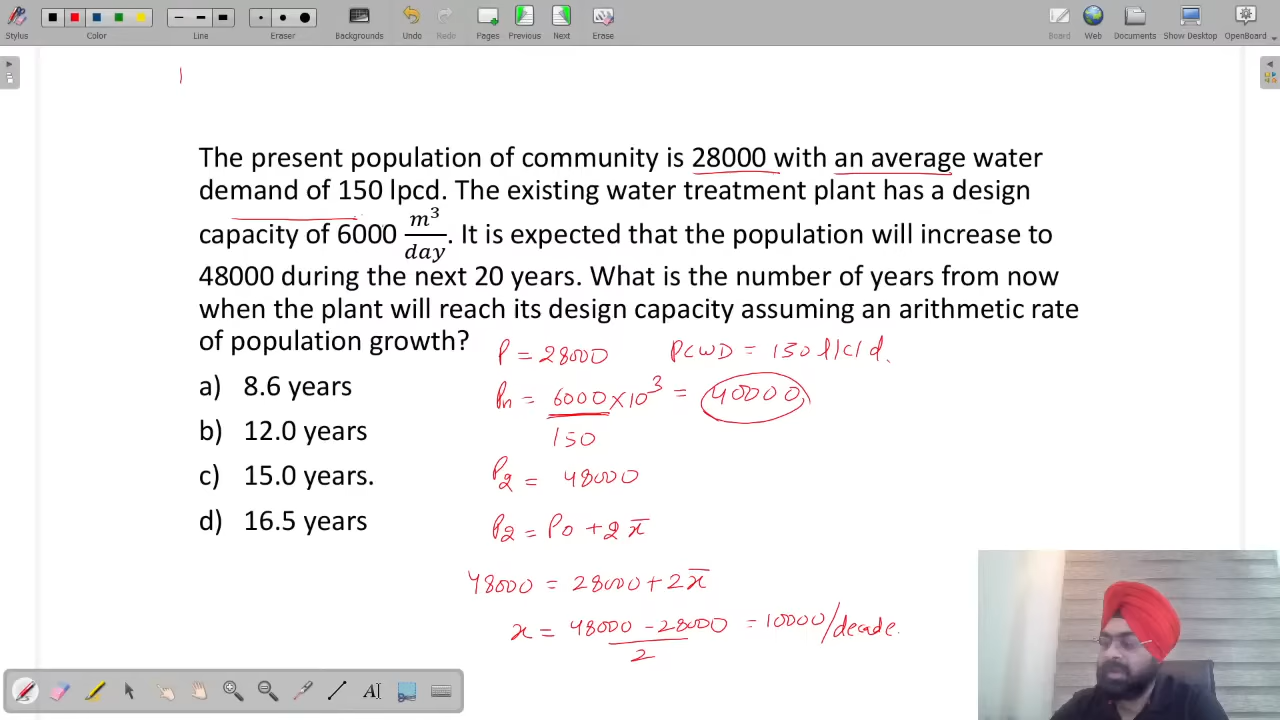 Stylus Color Line Eraser Backgrounds Undo Redo Pages Previous Next Erase Board Web Documents Show Desktop OpenBoard
The present population of community is 28000 with an average water
demand of 150 lpcd. The existing water treatment plant has a design
capacity of 6000 m³/day. It is expected that the population will increase to
48000 during the next 20 years. What is the number of years from now
when the plant will reach its design capacity assuming an arithmetic rate
of population growth?
P = 28000 PCWD = 150 l/c/d.
a) 8.6 years
Pn = 6000 × 10³ / 150 = 40000
b) 12.0 years
c) 15.0 years.
P2 = 48000
d) 16.5 years
P2 = P0 + 2x̄
48000 = 28000 + 2x̄
x = 48000 - 28000 / 2 = 10000/decade.